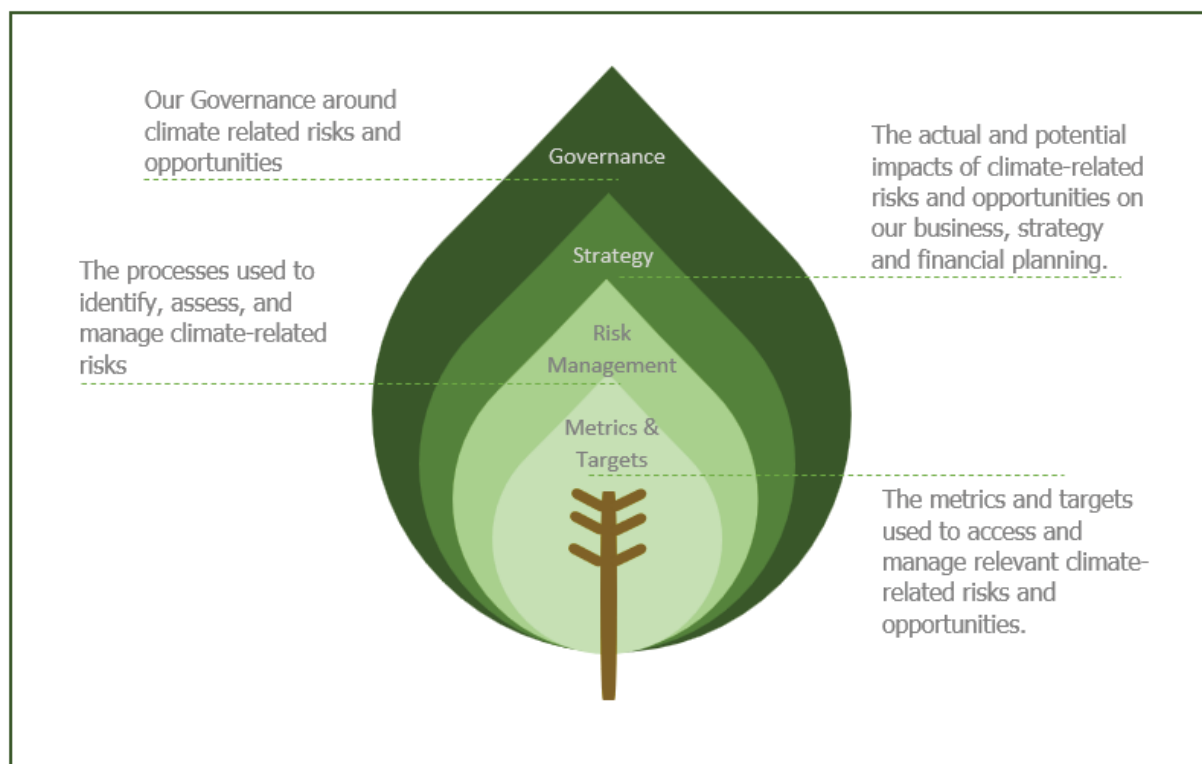 Our Governance around
climate related risks and
opportunities
Governance
The actual and potential
impacts of climate-related
risks and opportunities on
our business, strategy
and financial planning.
Strategy
The processes used to
identify, assess, and
manage climate-related
risks
Risk
Management
Metrics &
Targets
The metrics and targets
used to access and
manage relevant climate-
related risks and
opportunities.